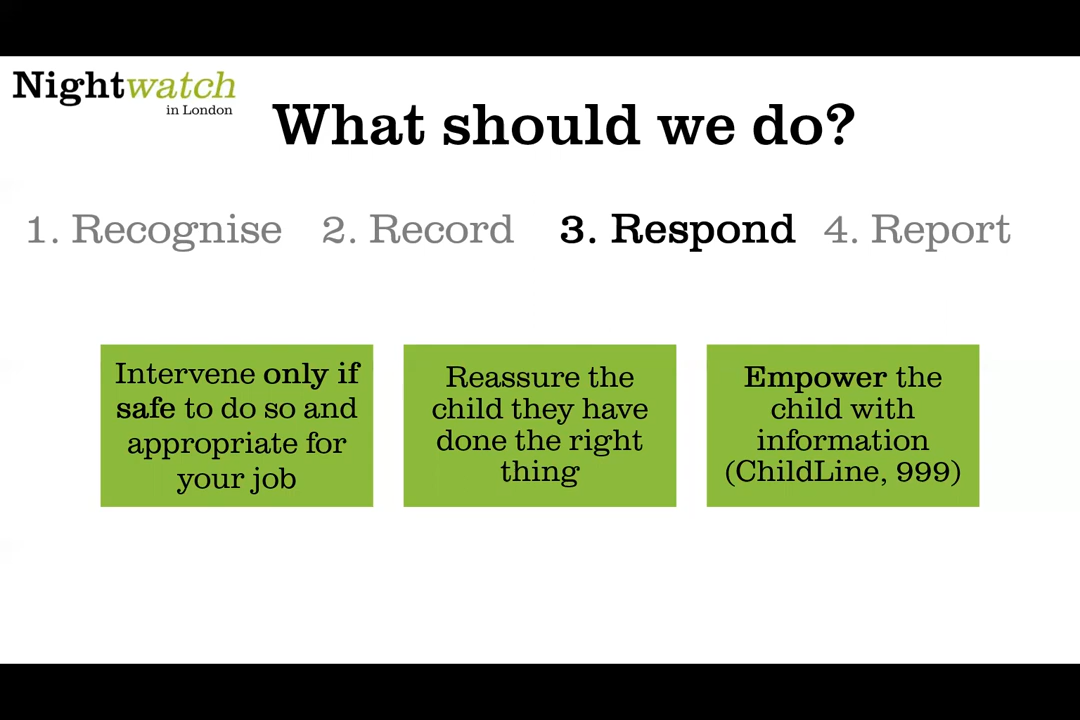 Nightwatch
in London
What should we do?
1. Recognise 2. Record 3. Respond 4. Report
Intervene only if
safe to do so and
appropriate for
your job
Reassure the
child they have
done the right
thing
Empower the
child with
information
(ChildLine, 999)